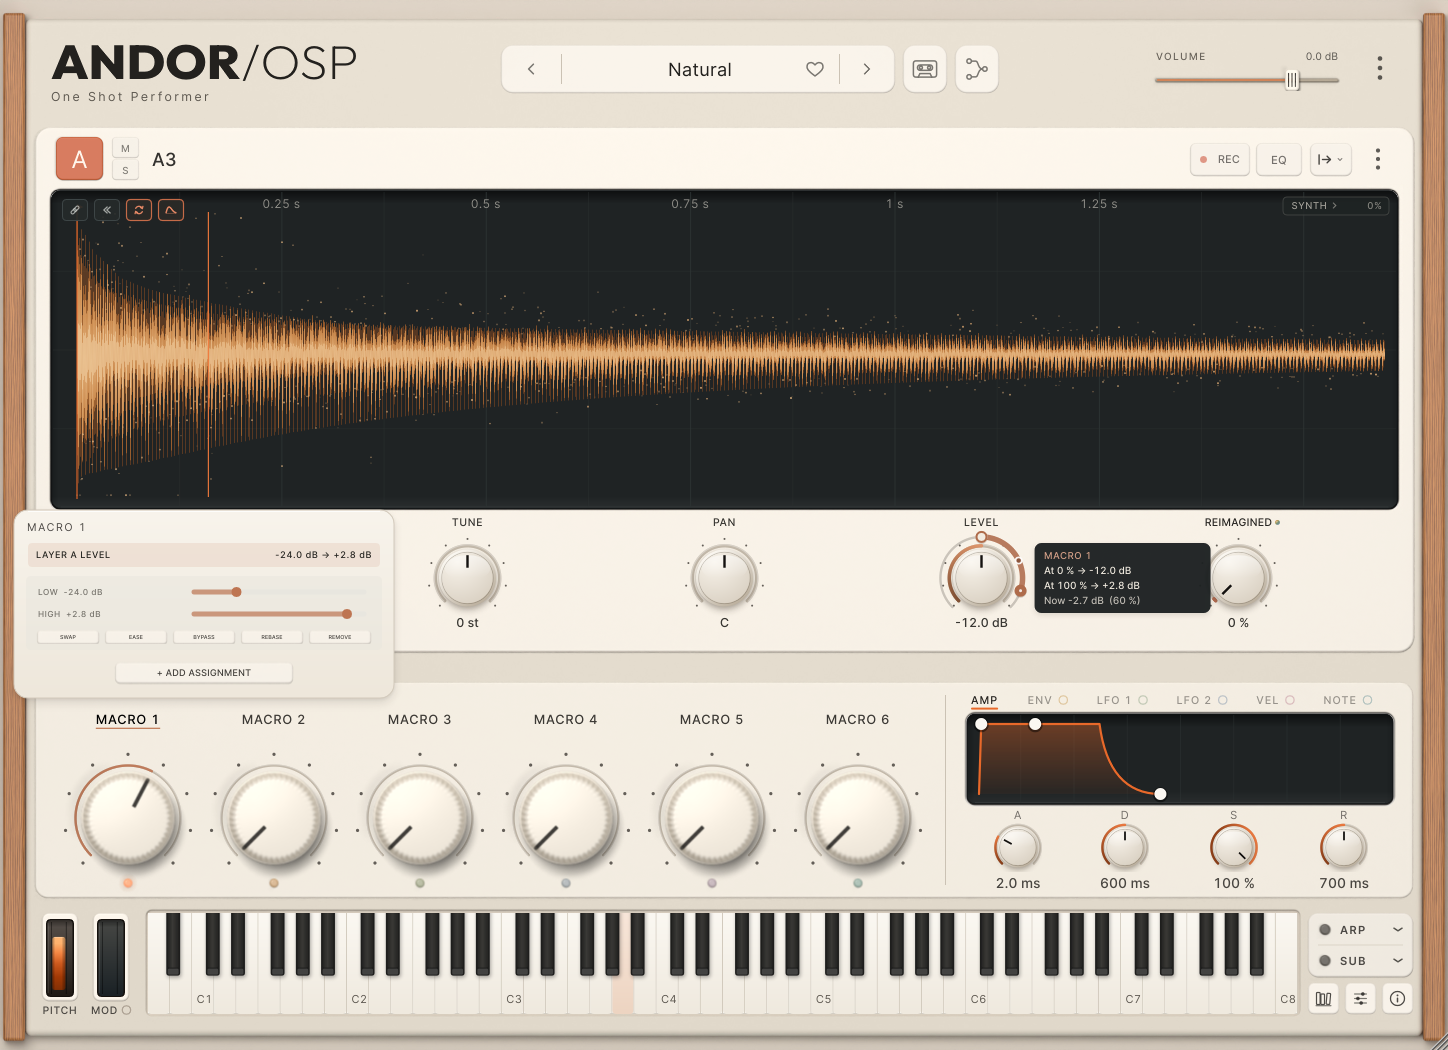 ANDOR/OSP
One Shot Performer
Natural
VOLUME 0.0 dB
A
M
S
A3
REC
EQ
0.25 s 0.5 s 0.75 s 1 s 1.25 s
SYNTH 0%
MACRO 1
LAYER A LEVEL -24.0 dB → +2.8 dB
LOW -24.0 dB
HIGH +2.8 dB
SWAP EASE BYPASS REBASE REMOVE
+ ADD ASSIGNMENT
TUNE PAN LEVEL REIMAGINED
MACRO 1
At 0 % → -12.0 dB
At 100 % → +2.8 dB
Now -2.7 dB (60 %)
0 st C -12.0 dB 0 %
MACRO 1 MACRO 2 MACRO 3 MACRO 4 MACRO 5 MACRO 6
AMP ENV LFO 1 LFO 2 VEL NOTE
A D S R
2.0 ms 600 ms 100 % 700 ms
PITCH MOD
C1 C2 C3 C4 C5 C6 C7 C8
ARP
SUB